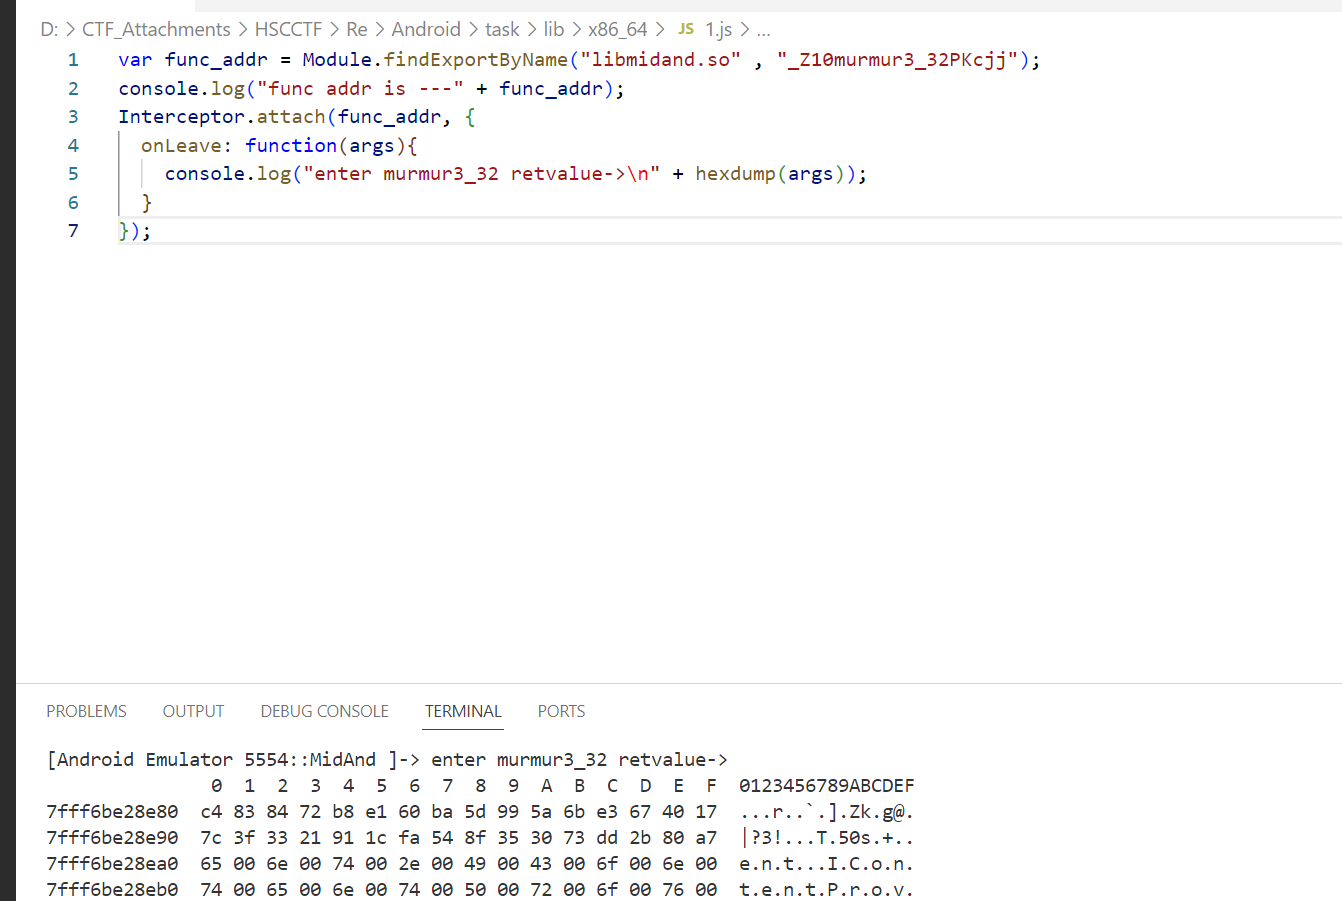 D: > CTF_Attachments > HSCCTF > Re > Android > task > lib > x86_64 > JS 1.js > ...
1 var func_addr = Module.findExportByName("libmidand.so" , "_Z10murmur3_32PKcjj");
2 console.log("func addr is ---" + func_addr);
3 Interceptor.attach(func_addr, {
4 onLeave: function(args){
5 console.log("enter murmur3_32 retvalue->\n" + hexdump(args));
6 }
7 });
PROBLEMS OUTPUT DEBUG CONSOLE TERMINAL PORTS
[Android Emulator 5554::MidAnd ]-> enter murmur3_32 retvalue->
0 1 2 3 4 5 6 7 8 9 A B C D E F 0123456789ABCDEF
7fff6be28e80 c4 83 84 72 b8 e1 60 ba 5d 99 5a 6b e3 67 40 17 ...r..`.].Zk.g@.
7fff6be28e90 7c 3f 33 21 91 1c fa 54 8f 35 30 73 dd 2b 80 a7 |?3!...T.50s.+..
7fff6be28ea0 65 00 6e 00 74 00 2e 00 49 00 43 00 6f 00 6e 00 e.n.t...I.C.o.n.
7fff6be28eb0 74 00 65 00 6e 00 74 00 50 00 72 00 6f 00 76 00 t.e.n.t.P.r.o.v.